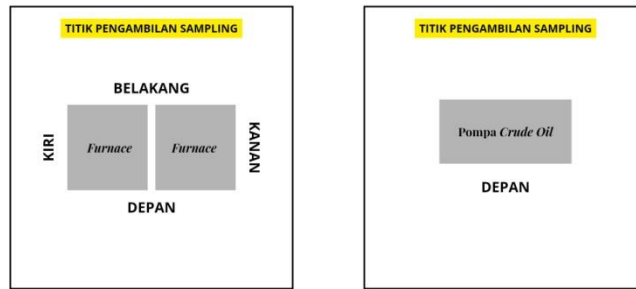 TITIK PENGAMBILAN SAMPLING
BELAKANG
KIRI
Furnace
Furnace
KANAN
DEPAN
TITIK PENGAMBILAN SAMPLING
Pompa Crude Oil
DEPAN